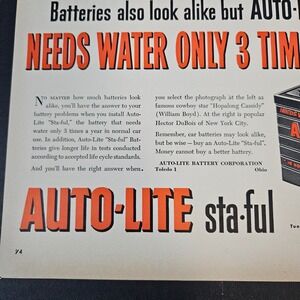 Batteries also look alike but AUTO-
NEEDS WATER ONLY 3 TIM
NO MATTER how much batteries look
alike, you'll have the answer to your
battery problems when you install Auto-
Lite "Sta-ful," the battery that needs
water only 3 times a year in normal car
use. In addition, Auto-Lite "Sta-ful" Bat-
teries give longer life in tests conducted
according to accepted life cycle standards.
And you'll have the right answer when.
you select the photograph at the left as
famous cowboy star "Hopalong Cassidy"
(William Boyd). At the right is popular
Hector DuBois of New York City.
Remember, car batteries may look alike,
but be wise — buy an Auto-Lite "Sta-ful".
Money cannot buy a better battery.
AUTO-LITE BATTERY CORPORATION
Toledo 1 Ohio
AUTO-LITE sta-ful
74